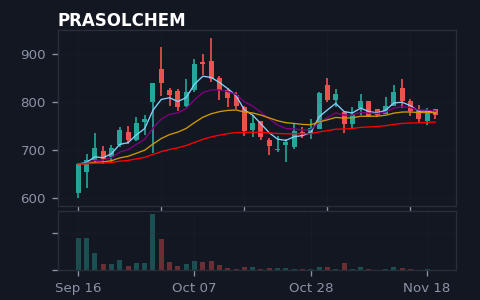 PRASOLCHEM
900
800
700
600
Sep 16
Oct 07
Oct 28
Nov 18